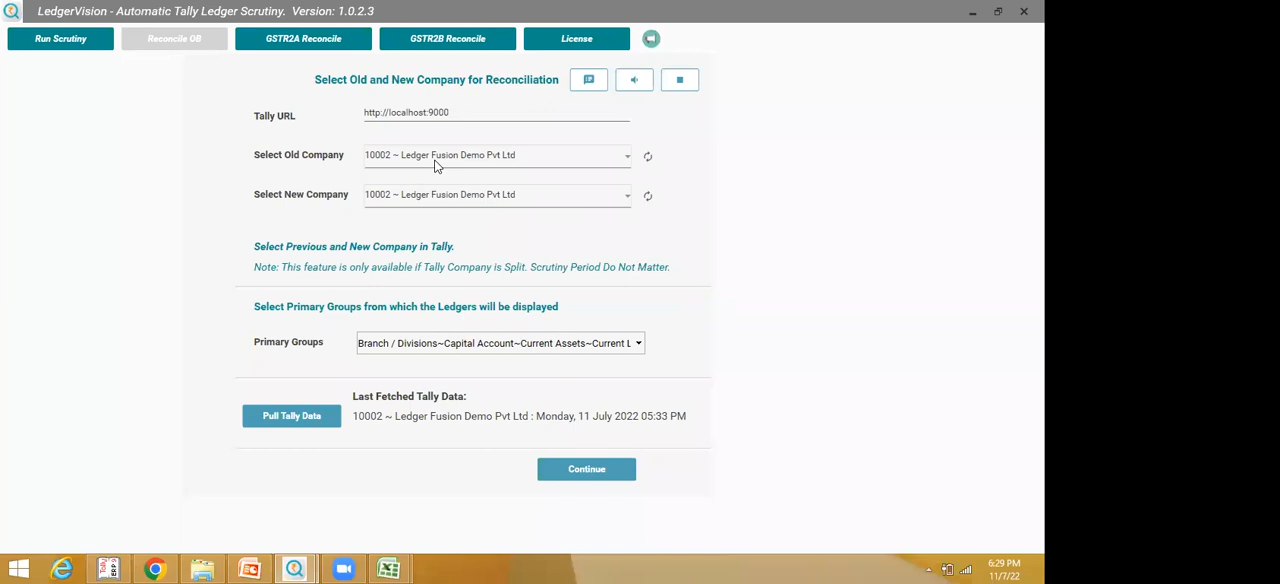 LedgerVision - Automatic Tally Ledger Scrutiny. Version: 1.0.2.3
Run Scrutiny
Reconcile OB
GSTR2A Reconcile
GSTR2B Reconcile
License
Select Old and New Company for Reconciliation
Tally URL
http://localhost:9000
Select Old Company
10002 ~ Ledger Fusion Demo Pvt Ltd
Select New Company
10002 ~ Ledger Fusion Demo Pvt Ltd
Select Previous and New Company in Tally.
Note: This feature is only available if Tally Company is Split. Scrutiny Period Do Not Matter.
Select Primary Groups from which the Ledgers will be displayed
Primary Groups
Branch / Divisions~Capital Account~Current Assets~Current L
Last Fetched Tally Data:
Pull Tally Data
10002 ~ Ledger Fusion Demo Pvt Ltd : Monday, 11 July 2022 05:33 PM
Continue
6:29 PM
11/7/22